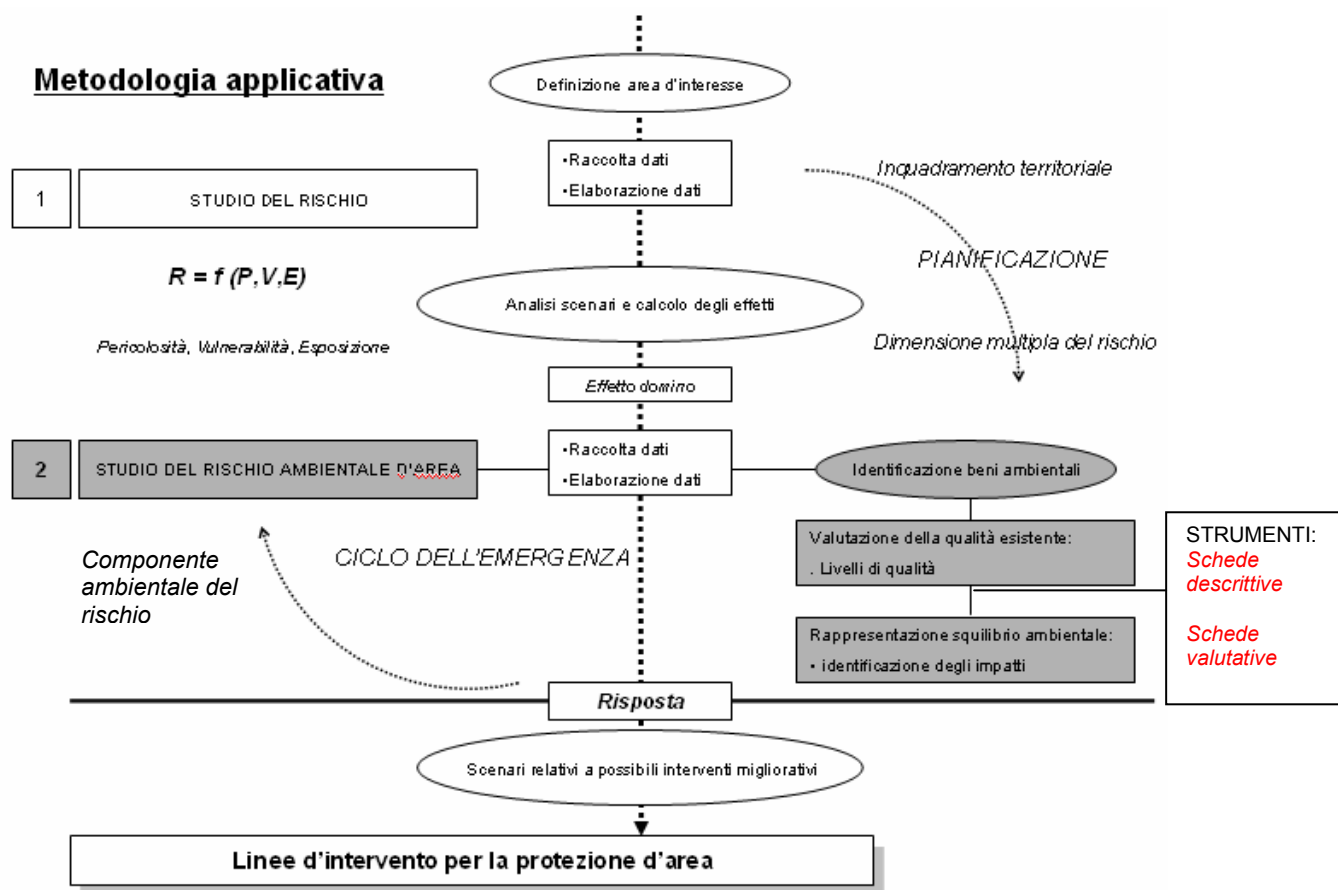 Metodologia applicativa
Definizione area d'interesse
•Raccolta dati
•Elaborazione dati
Inquadramento territoriale
1
STUDIO DEL RISCHIO
PIANIFICAZIONE
R = f (P,V,E)
Analisi scenari e calcolo degli effetti
Pericolosità, Vulnerabilità, Esposizione
Dimensione multipla del rischio
Effetto domino
2
STUDIO DEL RISCHIO AMBIENTALE D'AREA
•Raccolta dati
•Elaborazione dati
Identificazione beni ambientali
Componente
ambientale del
rischio
CICLO DELL'EMERGENZA
Valutazione della qualità esistente:
. Livelli di qualità
Rappresentazione squilibrio ambientale:
• identificazione degli impatti
STRUMENTI:
Schede
descrittive
Schede
valutative
Risposta
Scenari relativi a possibili interventi migliorativi
Linee d'intervento per la protezione d'area